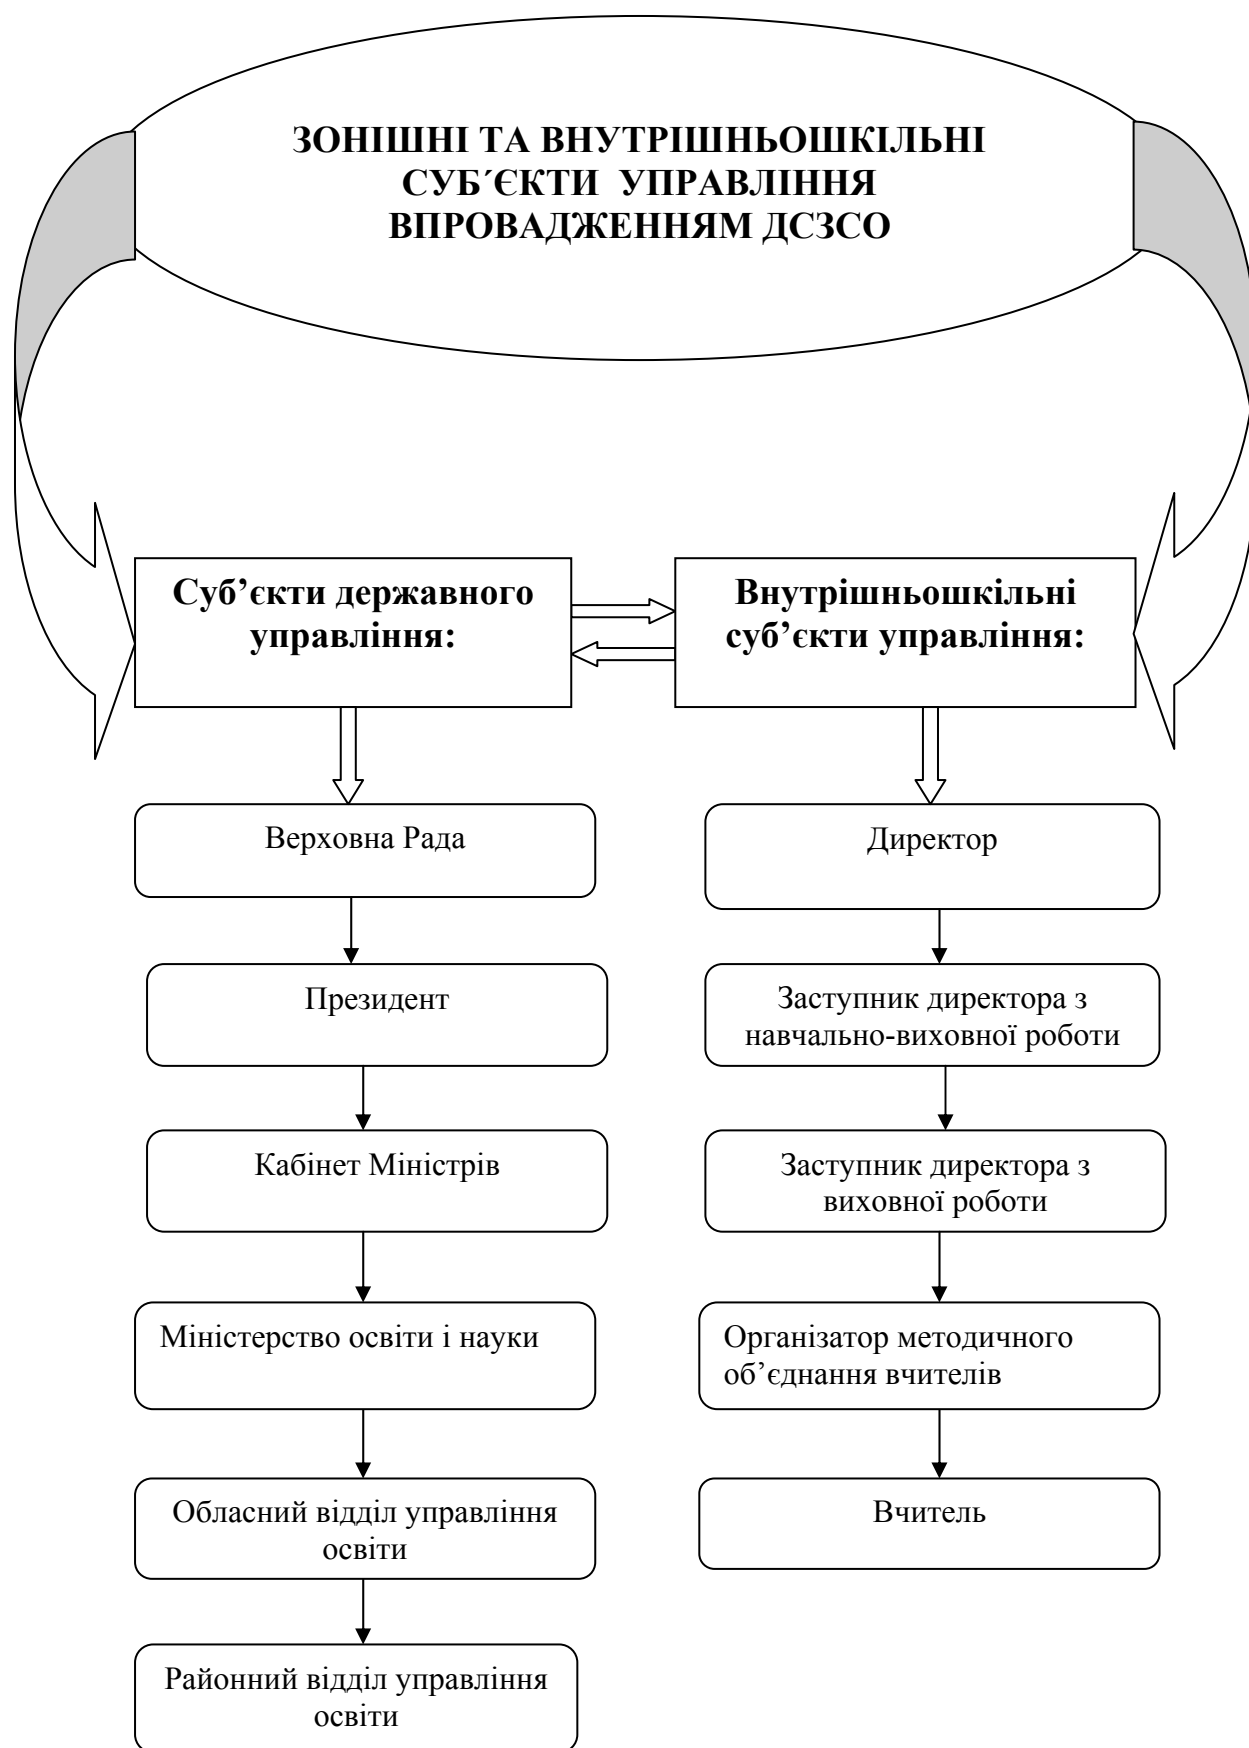 ЗОНІШНІ ТА ВНУТРІШНЬОШКІЛЬНІ
СУБ´ЄКТИ УПРАВЛІННЯ
ВПРОВАДЖЕННЯМ ДСЗСО
Суб’єкти державного
управління:
Внутрішньошкільні
суб’єкти управління:
Верховна Рада
Президент
Кабінет Міністрів
Міністерство освіти і науки
Обласний відділ управління
освіти
Районний відділ управління
освіти
Директор
Заступник директора з
навчально-виховної роботи
Заступник директора з
виховної роботи
Організатор методичного
об’єднання вчителів
Вчитель